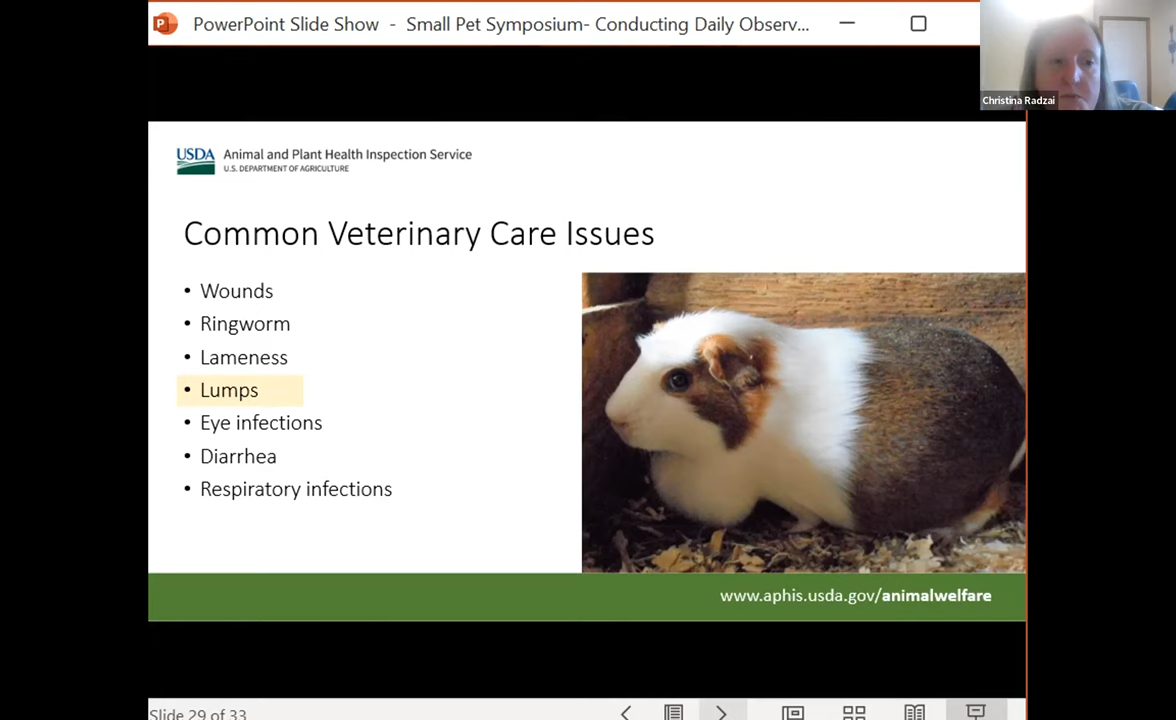 PowerPoint Slide Show - Small Pet Symposium- Conducting Daily Observ...
Christina Radzai
USDA Animal and Plant Health Inspection Service
U.S. DEPARTMENT OF AGRICULTURE
Common Veterinary Care Issues
• Wounds
• Ringworm
• Lameness
• Lumps
• Eye infections
• Diarrhea
• Respiratory infections
www.aphis.usda.gov/animalwelfare
Slide 29 of 33